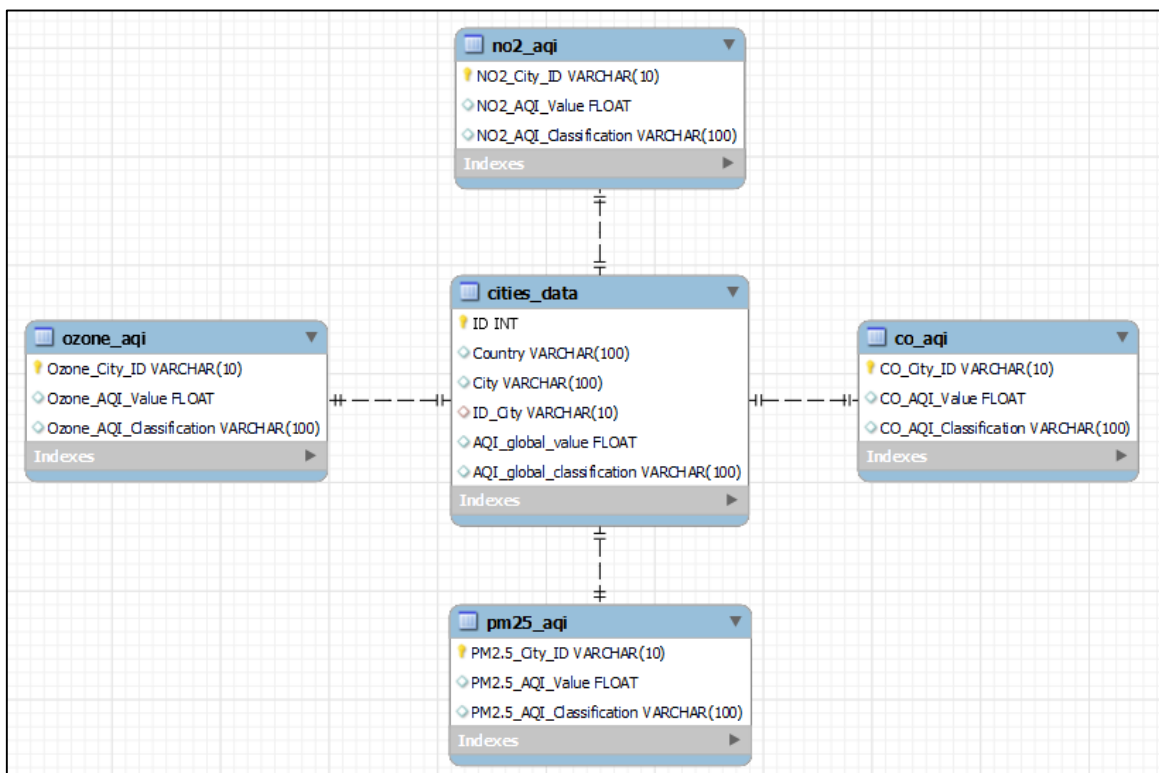 no2_aqi
NO2_City_ID VARCHAR(10)
NO2_AQI_Value FLOAT
NO2_AQI_Classification VARCHAR(100)
Indexes
cities_data
ID INT
Country VARCHAR(100)
City VARCHAR(100)
ID_City VARCHAR(10)
AQI_global_value FLOAT
AQI_global_classification VARCHAR(100)
Indexes
ozone_aqi
Ozone_City_ID VARCHAR(10)
Ozone_AQI_Value FLOAT
Ozone_AQI_Classification VARCHAR(100)
Indexes
co_aqi
CO_City_ID VARCHAR(10)
CO_AQI_Value FLOAT
CO_AQI_Classification VARCHAR(100)
Indexes
pm25_aqi
PM2.5_City_ID VARCHAR(10)
PM2.5_AQI_Value FLOAT
PM2.5_AQI_Classification VARCHAR(100)
Indexes